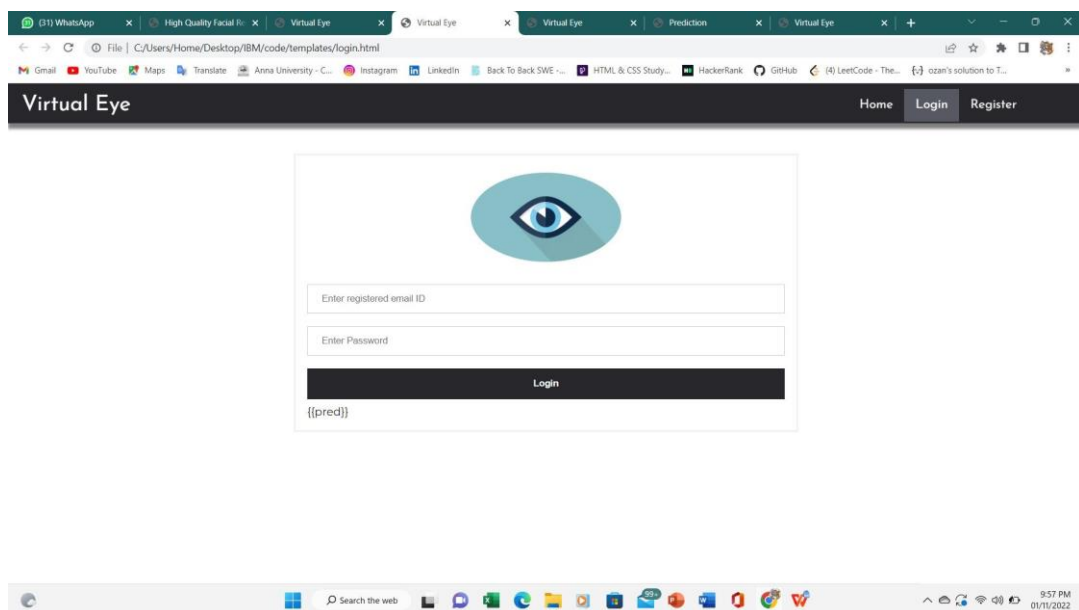 (31) WhatsApp
High Quality Facial Re
Virtual Eye
Virtual Eye
Virtual Eye
Prediction
Virtual Eye
File | C:/Users/Home/Desktop/IBM/code/templates/login.html
Gmail YouTube Maps Translate Anna University - C... Instagram LinkedIn Back To Back SWE -... HTML & CSS Study... HackerRank GitHub (4) LeetCode - The... ozan's solution to T... »
Virtual Eye
Home Login Register
Enter registered email ID
Enter Password
Login
{{pred}}
Search the web
99+
9:57 PM
01/11/2022